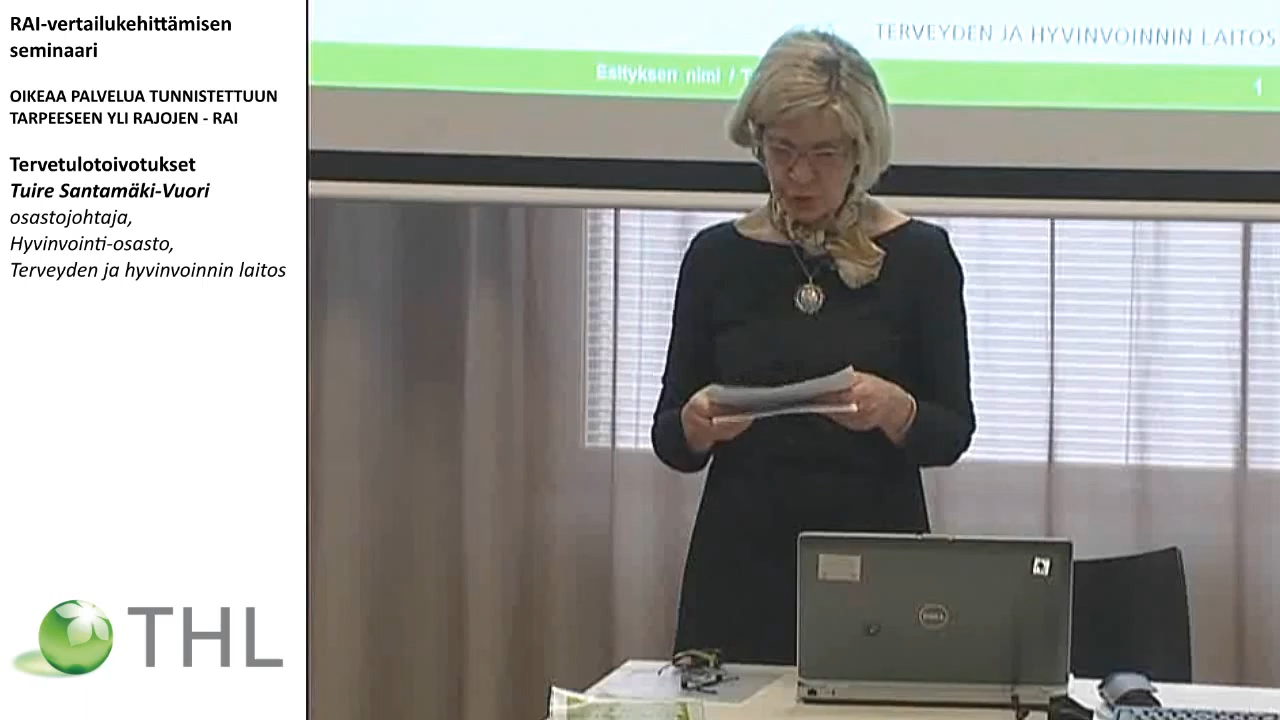 RAI-vertailukehittämisen
seminaari
OIKEAA PALVELUA TUNNISTETTUUN
TARPEESEEN YLI RAJOJEN - RAI
Tervetulotoivotukset
Tuire Santamäki-Vuori
osastojohtaja,
Hyvinvointi-osasto,
Terveyden ja hyvinvoinnin laitos
THL
TERVEYDEN JA HYVINVOINNIN LAITOS
Esityksen nimi / T
1
DELL